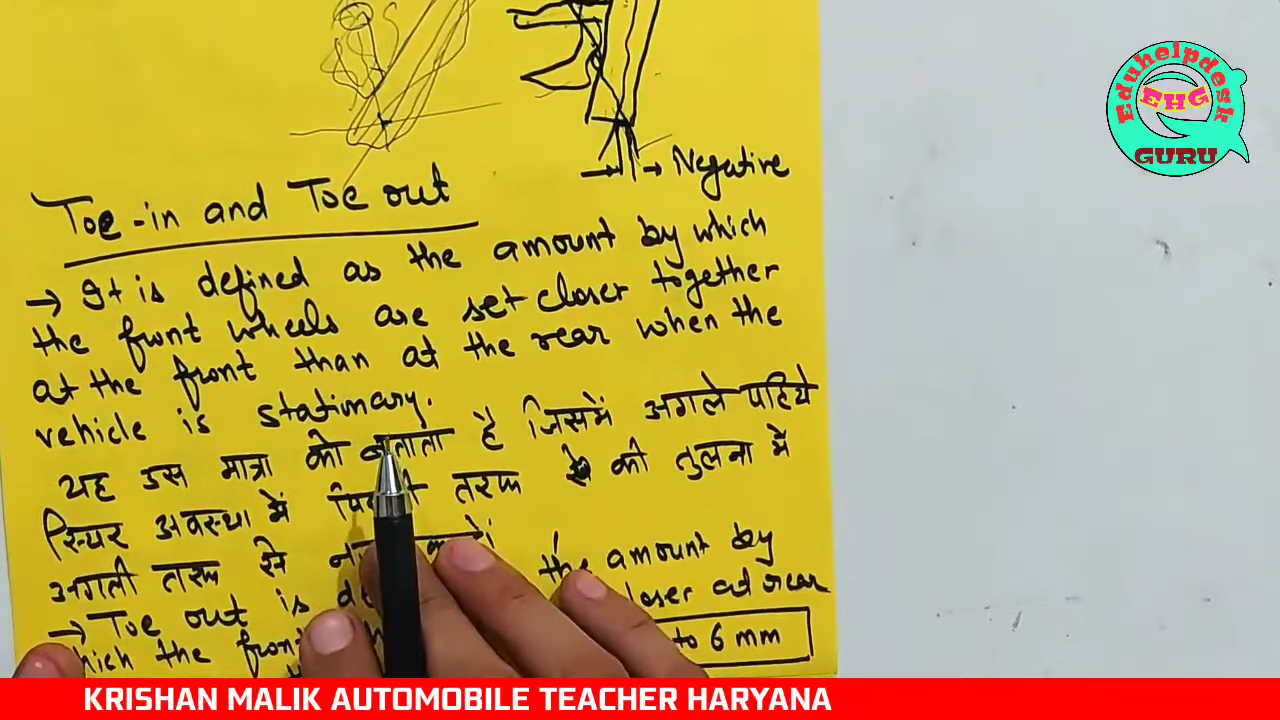 Eduhelpdesk
EHG
GURU
→ Negative
Toe-in and Toe out
→ It is defined as the amount by which
the front wheels are set closer together
at the front than at the rear when the
vehicle is stationary.
यह उस मात्रा को बताता है जिसमें अगले पहिये
स्थिर अवस्था में तरफ की तुलना में
अगली तरफ से
→ Toe out is the amount by
which the front closer at rear
to 6 mm
KRISHAN MALIK AUTOMOBILE TEACHER HARYANA